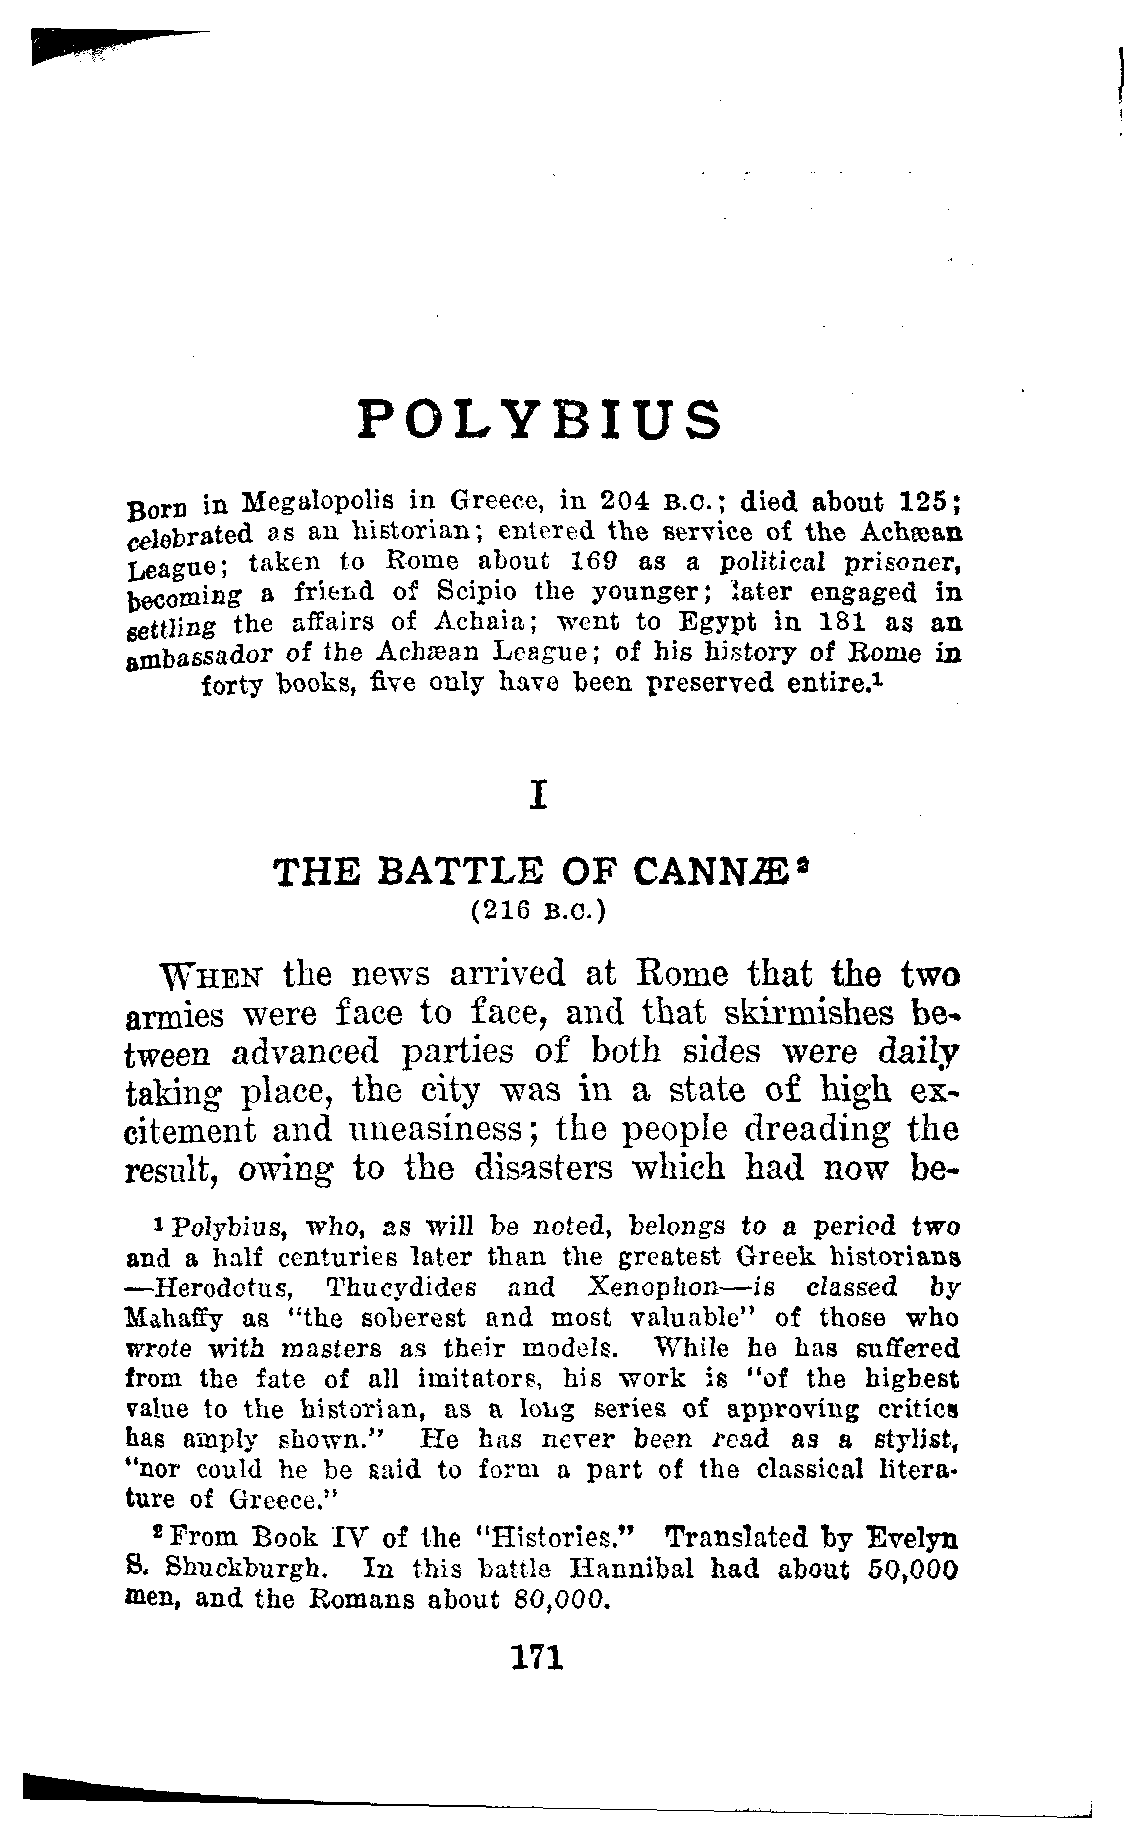 POLYBIUS
Born in Megalopolis in Greece, in 204 B.C.; died about 125;
celebrated as an historian; entered the service of the Achæan
League; taken to Rome about 169 as a political prisoner,
becoming a friend of Scipio the younger; later engaged in
settling the affairs of Achaia; went to Egypt in 181 as an
ambassador of the Achæan League; of his history of Rome in
forty books, five only have been preserved entire.¹
I
THE BATTLE OF CANNÆ²
(216 B.C.)
WHEN the news arrived at Rome that the two
armies were face to face, and that skirmishes be-
tween advanced parties of both sides were daily
taking place, the city was in a state of high ex-
citement and uneasiness; the people dreading the
result, owing to the disasters which had now be-
¹ Polybius, who, as will be noted, belongs to a period two
and a half centuries later than the greatest Greek historians
—Herodotus, Thucydides and Xenophon—is classed by
Mahaffy as "the soberest and most valuable" of those who
wrote with masters as their models. While he has suffered
from the fate of all imitators, his work is "of the highest
value to the historian, as a long series of approving critics
has amply shown." He has never been read as a stylist,
"nor could he be said to form a part of the classical litera-
ture of Greece."
² From Book IV of the "Histories." Translated by Evelyn
S. Shuckburgh. In this battle Hannibal had about 50,000
men, and the Romans about 80,000.
171